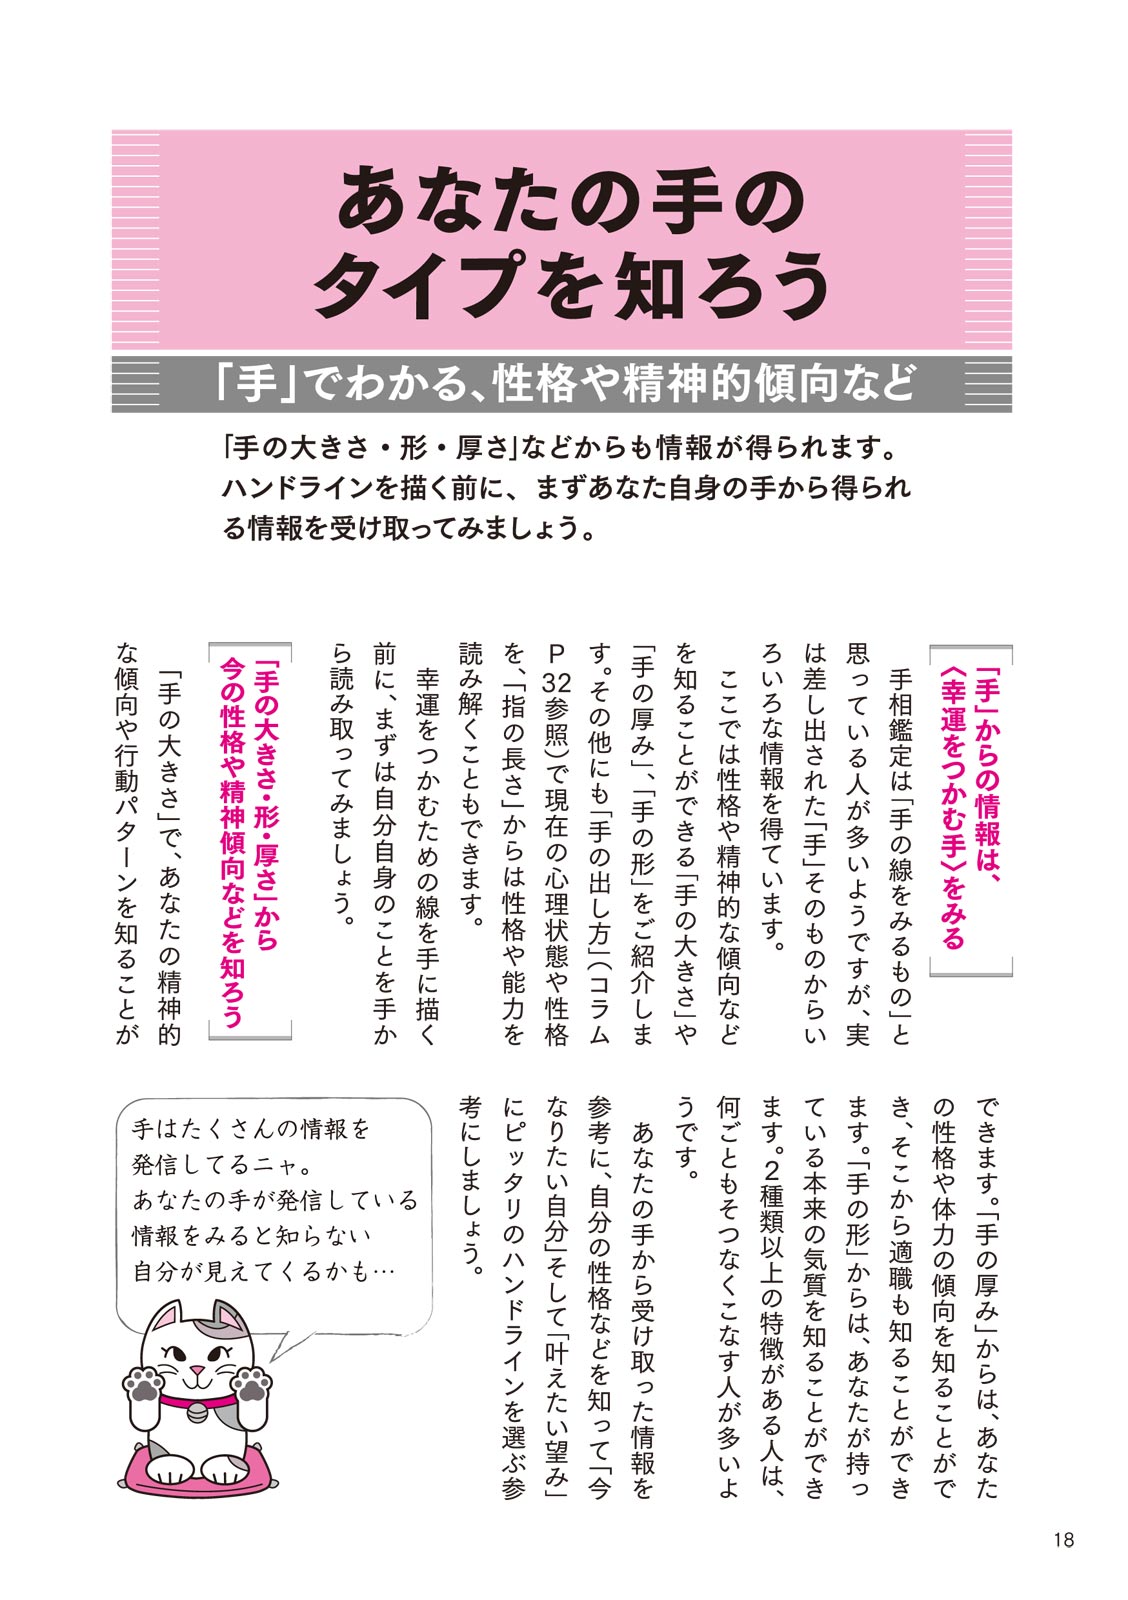 あなたの手の
タイプを知ろう
「手」でわかる、性格や精神的傾向など
「手の大きさ・形・厚さ」などからも情報が得られます。
ハンドラインを描く前に、まずあなた自身の手から得られ
る情報を受け取ってみましょう。
「手」からの情報は、
〈幸運をつかむ手〉をみる
手相鑑定は「手の線をみるもの」と
思っている人が多いようですが、実
は差し出された「手」そのものからい
ろいろな情報を得ています。
ここでは性格や精神的な傾向など
を知ることができる「手の大きさ」や
「手の厚み」、「手の形」をご紹介しま
す。その他にも「手の出し方」（コラム
P32参照）で現在の心理状態や性格
を、「指の長さ」からは性格や能力を
読み解くこともできます。
幸運をつかむための線を手に描く
前に、まずは自分自身のことを手か
ら読み取ってみましょう。
「手の大きさ・形・厚さ」から
今の性格や精神傾向などを知ろう
「手の大きさ」で、あなたの精神的
な傾向や行動パターンを知ることが
できます。「手の厚み」からは、あなた
の性格や体力の傾向を知ることがで
き、そこから適職も知ることができ
ます。「手の形」からは、あなたが持っ
ている本来の気質を知ることができ
ます。2種類以上の特徴がある人は、
何ごともそつなくこなす人が多いよ
うです。
あなたの手から受け取った情報を
参考に、自分の性格などを知って「今
なりたい自分」そして「叶えたい望み」
にピッタリのハンドラインを選ぶ参
考にしましょう。
手はたくさんの情報を
発信してるニャ。
あなたの手が発信している
情報をみると知らない
自分が見えてくるかも…
18